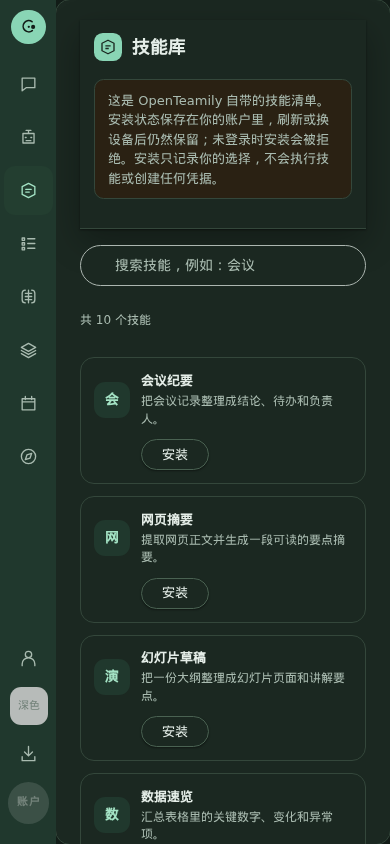 技能库
这是 OpenTeamily 自带的技能清单。
安装状态保存在你的账户里，刷新或换
设备后仍然保留；未登录时安装会被拒
绝。安装只记录你的选择，不会执行技
能或创建任何凭据。
搜索技能，例如：会议
共 10 个技能
会
会议纪要
把会议记录整理成结论、待办和负责
人。
安装
网
网页摘要
提取网页正文并生成一段可读的要点摘
要。
安装
演
幻灯片草稿
把一份大纲整理成幻灯片页面和讲解要
点。
安装
数
数据速览
汇总表格里的关键数字、变化和异常
项。
深色
账户